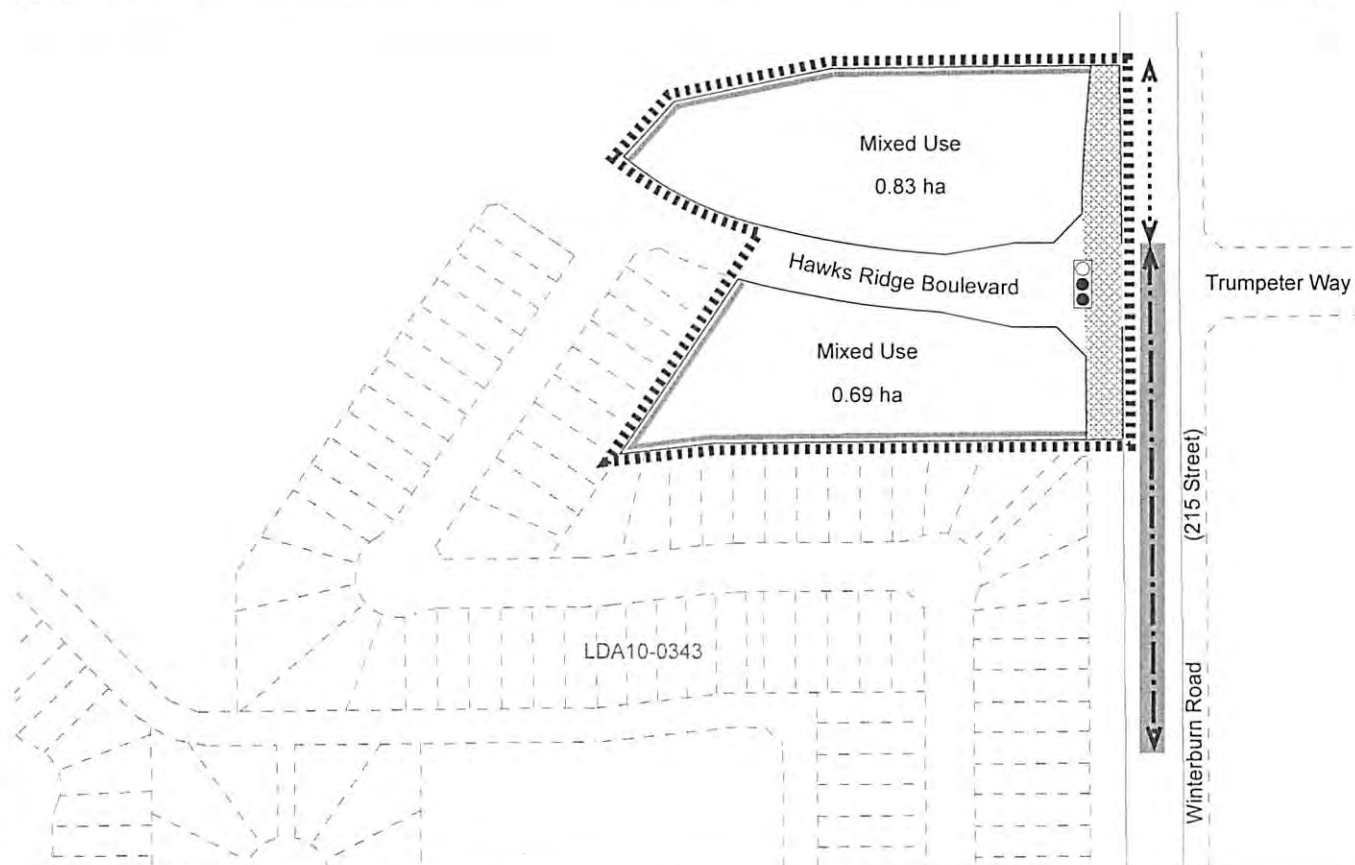 Mixed Use
0.83 ha
Hawks Ridge Boulevard
Trumpeter Way
Mixed Use
0.69 ha
(215 Street)
LDA10-0343
Winterburn Road